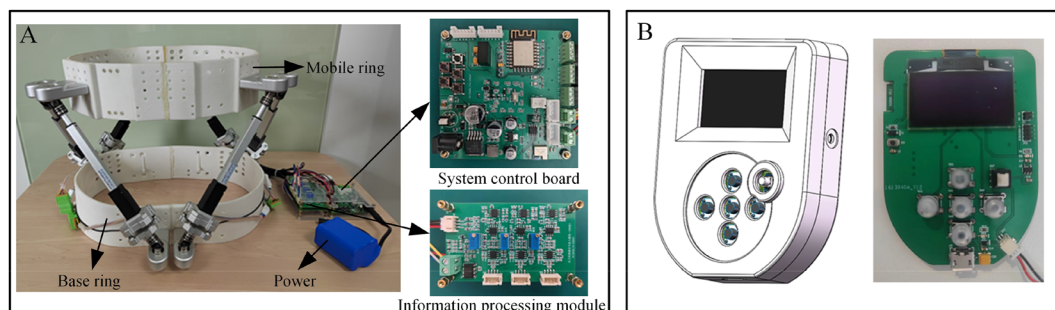 A
Mobile ring
System control board
Base ring
Power
Information processing module
B